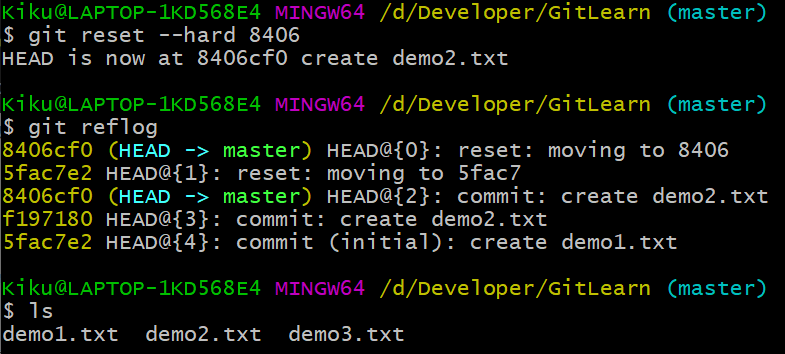 Kiku@LAPTOP-1KD568E4 MINGW64 /d/Developer/GitLearn (master)
$ git reset --hard 8406
HEAD is now at 8406cf0 create demo2.txt
Kiku@LAPTOP-1KD568E4 MINGW64 /d/Developer/GitLearn (master)
$ git reflog
8406cf0 (HEAD -> master) HEAD@{0}: reset: moving to 8406
5fac7e2 HEAD@{1}: reset: moving to 5fac7
8406cf0 (HEAD -> master) HEAD@{2}: commit: create demo2.txt
f197180 HEAD@{3}: commit: create demo2.txt
5fac7e2 HEAD@{4}: commit (initial): create demo1.txt
Kiku@LAPTOP-1KD568E4 MINGW64 /d/Developer/GitLearn (master)
$ ls
demo1.txt  demo2.txt  demo3.txt